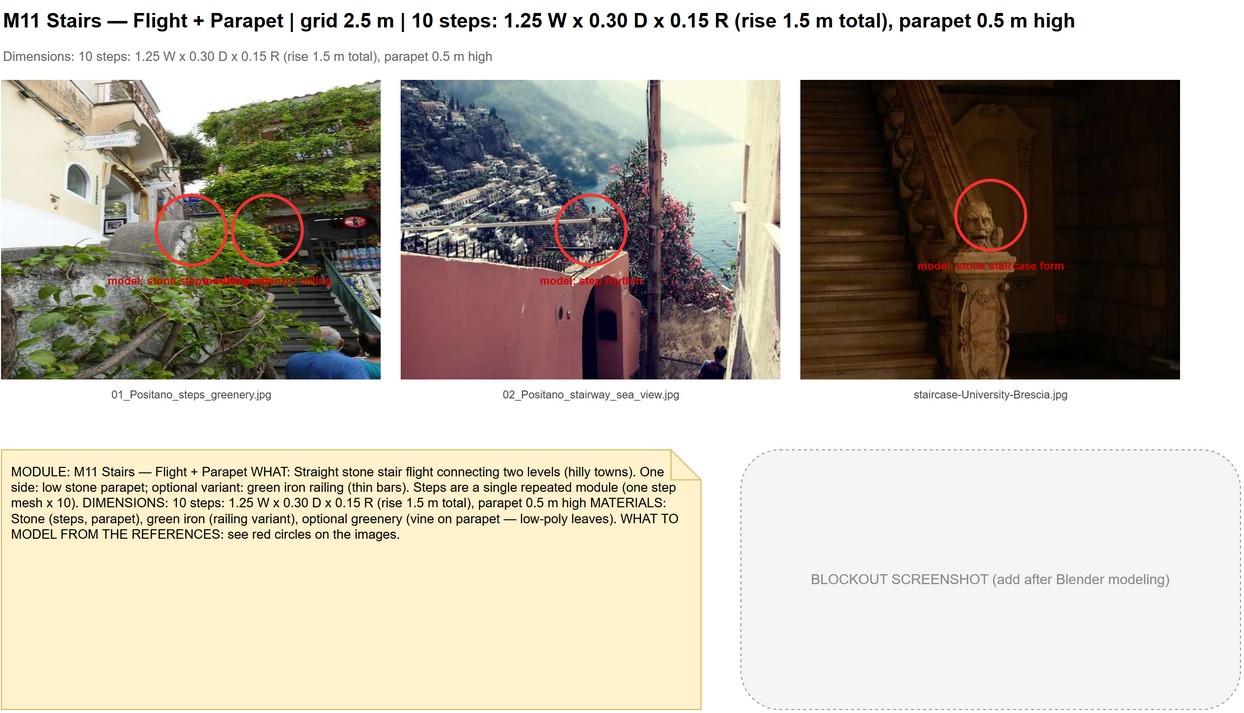 M11 Stairs — Flight + Parapet | grid 2.5 m | 10 steps: 1.25 W x 0.30 D x 0.15 R (rise 1.5 m total), parapet 0.5 m high
Dimensions: 10 steps: 1.25 W x 0.30 D x 0.15 R (rise 1.5 m total), parapet 0.5 m high
model: stone
railing
model: step rhythm
model: stone staircase form
01_Positano_steps_greenery.jpg
02_Positano_stairway_sea_view.jpg
staircase-University-Brescia.jpg
MODULE: M11 Stairs — Flight + Parapet WHAT: Straight stone stair flight connecting two levels (hilly towns). One
side: low stone parapet; optional variant: green iron railing (thin bars). Steps are a single repeated module (one step
mesh x 10). DIMENSIONS: 10 steps: 1.25 W x 0.30 D x 0.15 R (rise 1.5 m total), parapet 0.5 m high MATERIALS:
Stone (steps, parapet), green iron (railing variant), optional greenery (vine on parapet — low-poly leaves). WHAT TO
MODEL FROM THE REFERENCES: see red circles on the images.
BLOCKOUT SCREENSHOT (add after Blender modeling)